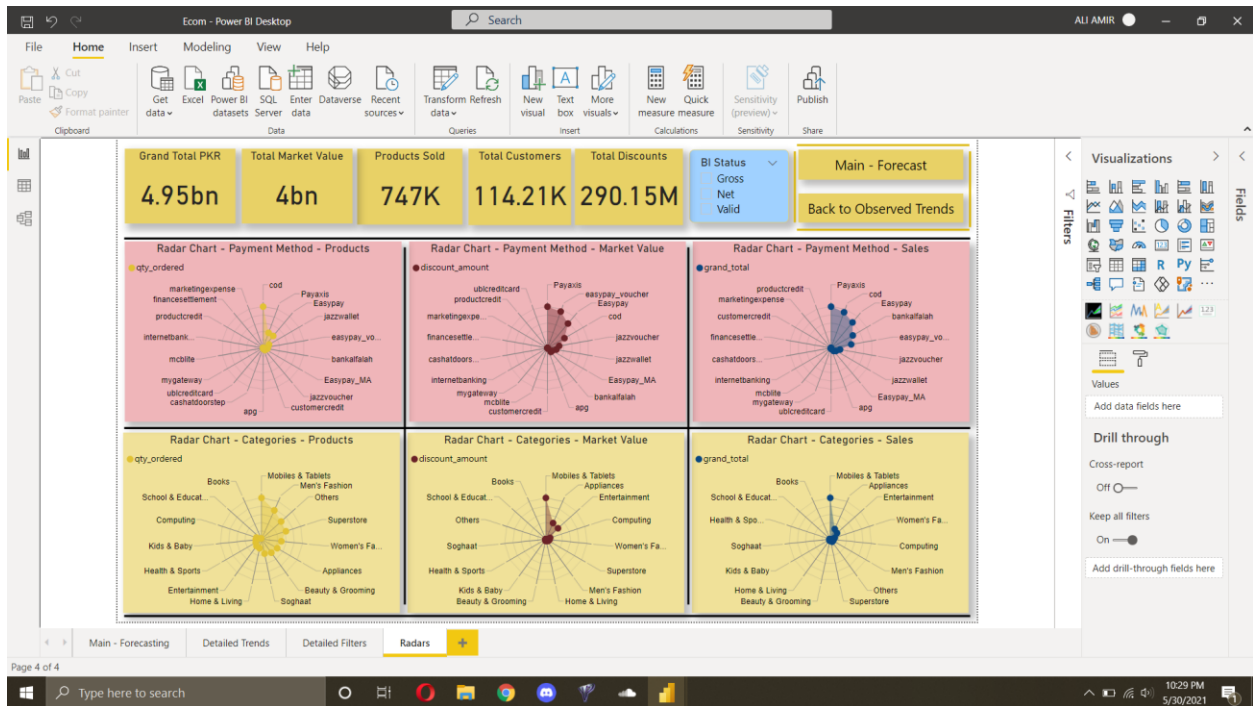 Ecom - Power BI Desktop
Search
ALI AMIR
File Home Insert Modeling View Help
Paste
Cut
Copy
Format painter
Clipboard
Get data
Excel
Power BI datasets
SQL Server
Enter data
Dataverse
Recent sources
Data
Transform data
Refresh
Queries
New visual
Text box
More visuals
Insert
New measure
Quick measure
Calculations
Sensitivity (preview)
Sensitivity
Publish
Share
Grand Total PKR
4.95bn
Total Market Value
4bn
Products Sold
747K
Total Customers
114.21K
Total Discounts
290.15M
BI Status
Gross
Net
Valid
Main - Forecast
Back to Observed Trends
Radar Chart - Payment Method - Products
qty_ordered
cod
Payaxis
Easypay
jazzwallet
easypay_vo...
bankalfalah
Easypay_MA
jazzvoucher
customercredit
apg
cashatdoorstep
ublcreditcard
mygateway
mcblite
internetbank...
productcredit
financesettlement
marketingexpense
Radar Chart - Payment Method - Market Value
discount_amount
Payaxis
easypay_voucher
Easypay
cod
jazzvoucher
jazzwallet
Easypay_MA
bankalfalah
apg
customercredit
mcblite
mygateway
internetbanking
cashatdoors...
financesettle...
marketingexpe...
productcredit
ublcreditcard
Radar Chart - Payment Method - Sales
grand_total
Payaxis
cod
Easypay
bankalfalah
easypay_vo...
jazzvoucher
jazzwallet
Easypay_MA
apg
ublcreditcard
mygateway
mcblite
internetbanking
cashatdoors...
financesettle...
customercredit
marketingexpense
productcredit
Radar Chart - Categories - Products
qty_ordered
Mobiles & Tablets
Men's Fashion
Others
Superstore
Women's Fa...
Appliances
Beauty & Grooming
Soghaat
Home & Living
Entertainment
Health & Sports
Kids & Baby
Computing
School & Educat...
Books
Radar Chart - Categories - Market Value
discount_amount
Mobiles & Tablets
Appliances
Entertainment
Computing
Women's Fa...
Superstore
Men's Fashion
Home & Living
Beauty & Grooming
Kids & Baby
Health & Sports
Soghaat
Others
School & Educat...
Books
Radar Chart - Categories - Sales
grand_total
Mobiles & Tablets
Appliances
Entertainment
Women's Fa...
Computing
Men's Fashion
Others
Superstore
Beauty & Grooming
Home & Living
Kids & Baby
Soghaat
Health & Spo...
School & Educat...
Books
Filters
Visualizations
R Py
123
Values
Add data fields here
Drill through
Cross-report
Off
Keep all filters
On
Add drill-through fields here
Fields
Main - Forecasting
Detailed Trends
Detailed Filters
Radars
Page 4 of 4
Type here to search
10:29 PM
5/30/2021
1